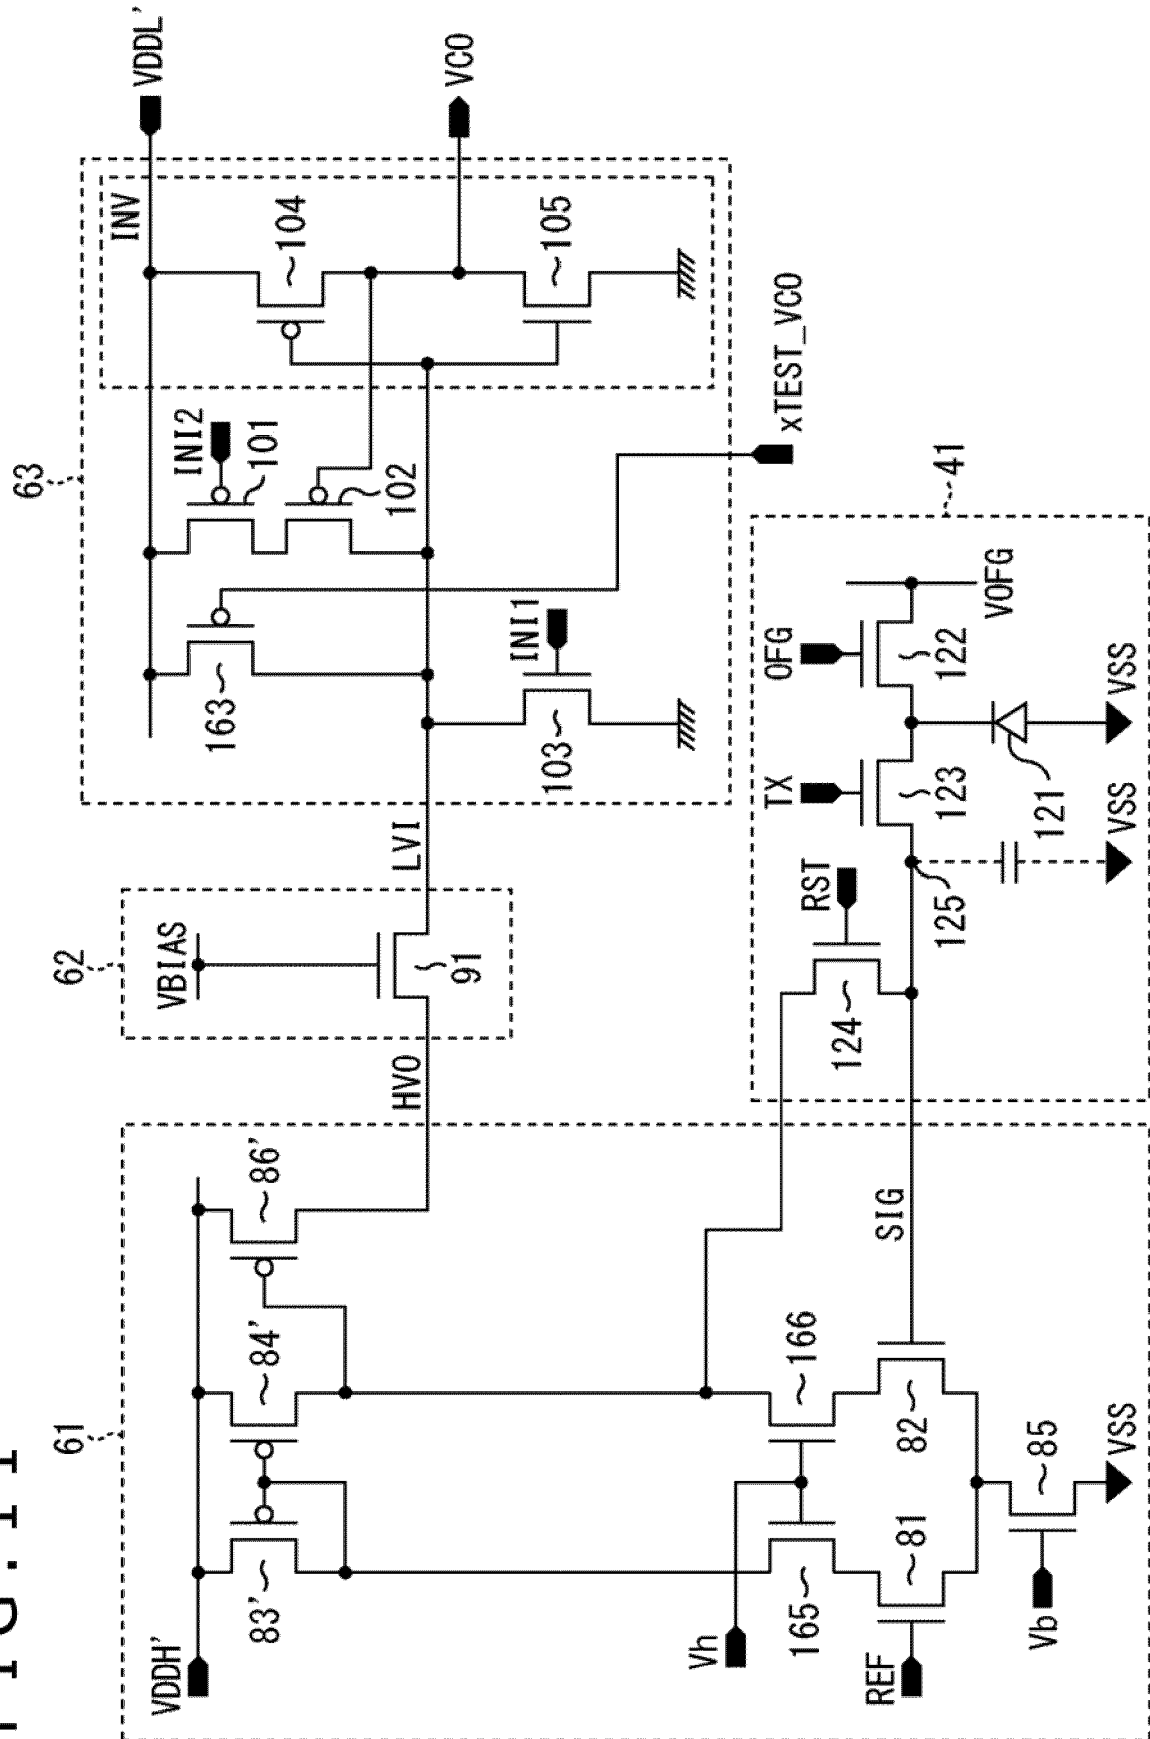 61
VDDH'
83'
84'
86'
HVO
Vh
165
166
REF
81
82
SIG
Vb
85
VSS
62
VBIAS
91
LVI
63
INV
VDDL'
INI2
101
102
163
INI1
103
104
105
VCO
xTEST_VCO
41
RST
124
TX
123
OFG
122
VOFG
125
121
VSS
VSS